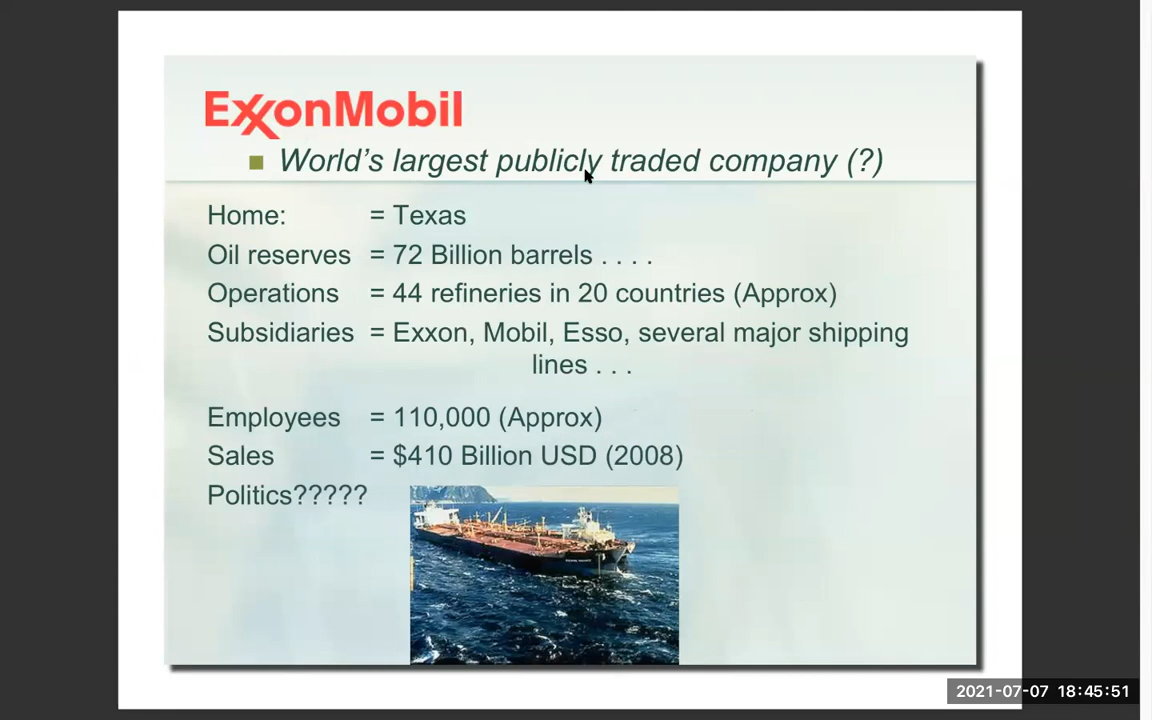 ExxonMobil
World's largest publicly traded company (?)
Home: = Texas
Oil reserves = 72 Billion barrels . . . .
Operations = 44 refineries in 20 countries (Approx)
Subsidiaries = Exxon, Mobil, Esso, several major shipping
lines . . .
Employees = 110,000 (Approx)
Sales = $410 Billion USD (2008)
Politics?????
2021-07-07 18:45:51